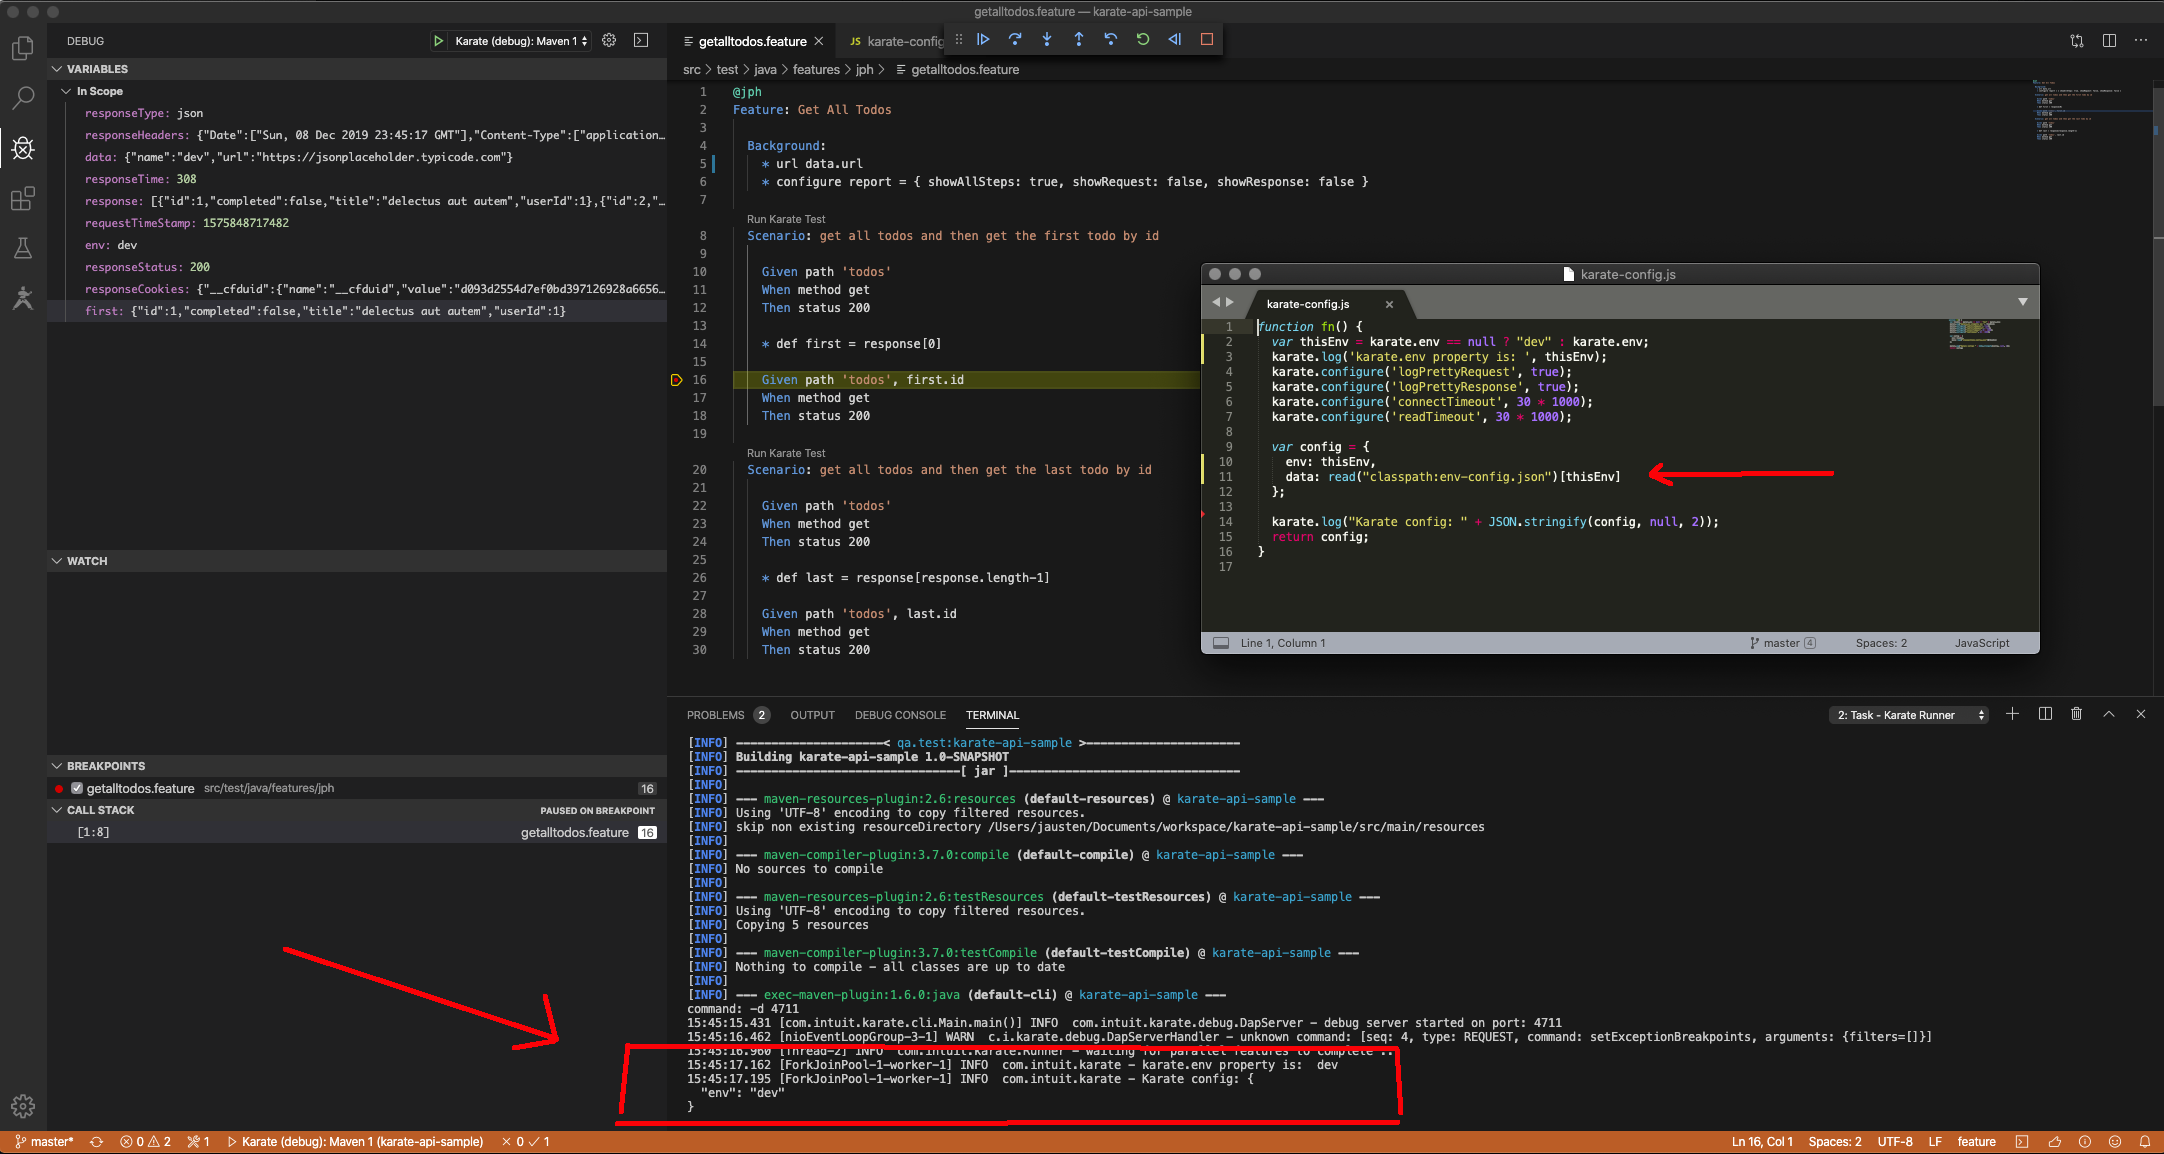 getalltodos.feature — karate-api-sample
DEBUG
Karate (debug): Maven 1
VARIABLES
In Scope
responseType: json
responseHeaders: {"Date":["Sun, 08 Dec 2019 23:45:17 GMT"],"Content-Type":["application…
data: {"name":"dev","url":"https://jsonplaceholder.typicode.com"}
responseTime: 308
response: [{"id":1,"completed":false,"title":"delectus aut autem","userId":1},{"id":2,"…
requestTimeStamp: 1575848717482
env: dev
responseStatus: 200
responseCookies: {"__cfduid":{"name":"__cfduid","value":"d093d2554d7ef0bd397126928a6656…
first: {"id":1,"completed":false,"title":"delectus aut autem","userId":1}
WATCH
BREAKPOINTS
getalltodos.feature src/test/java/features/jph 16
CALL STACK PAUSED ON BREAKPOINT
[1:8] getalltodos.feature 16
getalltodos.feature
JS karate-config
src > test > java > features > jph > getalltodos.feature
1 @jph
2 Feature: Get All Todos
3
4 Background:
5 * url data.url
6 * configure report = { showAllSteps: true, showRequest: false, showResponse: false }
7
Run Karate Test
8 Scenario: get all todos and then get the first todo by id
9
10 Given path 'todos'
11 When method get
12 Then status 200
13
14 * def first = response[0]
15
16 Given path 'todos', first.id
17 When method get
18 Then status 200
19
Run Karate Test
20 Scenario: get all todos and then get the last todo by id
21
22 Given path 'todos'
23 When method get
24 Then status 200
25
26 * def last = response[response.length-1]
27
28 Given path 'todos', last.id
29 When method get
30 Then status 200
karate-config.js
karate-config.js
1 function fn() {
2 var thisEnv = karate.env == null ? "dev" : karate.env;
3 karate.log('karate.env property is: ', thisEnv);
4 karate.configure('logPrettyRequest', true);
5 karate.configure('logPrettyResponse', true);
6 karate.configure('connectTimeout', 30 * 1000);
7 karate.configure('readTimeout', 30 * 1000);
8
9 var config = {
10 env: thisEnv,
11 data: read("classpath:env-config.json")[thisEnv]
12 };
13
14 karate.log("Karate config: " + JSON.stringify(config, null, 2));
15 return config;
16 }
17
Line 1, Column 1 master 4 Spaces: 2 JavaScript
PROBLEMS 2 OUTPUT DEBUG CONSOLE TERMINAL 2: Task - Karate Runner
[INFO] ---------------------< qa.test:karate-api-sample >----------------------
[INFO] Building karate-api-sample 1.0-SNAPSHOT
[INFO] --------------------------------[ jar ]---------------------------------
[INFO]
[INFO] --- maven-resources-plugin:2.6:resources (default-resources) @ karate-api-sample ---
[INFO] Using 'UTF-8' encoding to copy filtered resources.
[INFO] skip non existing resourceDirectory /Users/jausten/Documents/workspace/karate-api-sample/src/main/resources
[INFO]
[INFO] --- maven-compiler-plugin:3.7.0:compile (default-compile) @ karate-api-sample ---
[INFO] No sources to compile
[INFO]
[INFO] --- maven-resources-plugin:2.6:testResources (default-testResources) @ karate-api-sample ---
[INFO] Using 'UTF-8' encoding to copy filtered resources.
[INFO] Copying 5 resources
[INFO]
[INFO] --- maven-compiler-plugin:3.7.0:testCompile (default-testCompile) @ karate-api-sample ---
[INFO] Nothing to compile - all classes are up to date
[INFO]
[INFO] --- exec-maven-plugin:1.6.0:java (default-cli) @ karate-api-sample ---
command: -d 4711
15:45:15.431 [com.intuit.karate.cli.Main.main()] INFO com.intuit.karate.debug.DapServer - debug server started on port: 4711
15:45:16.462 [nioEventLoopGroup-3-1] WARN c.i.karate.debug.DapServerHandler - unknown command: [seq: 4, type: REQUEST, command: setExceptionBreakpoints, arguments: {filters=[]}]
15:45:16.960 [Thread-2] INFO com.intuit.karate.Runner - waiting for parallel features to complete ..
15:45:17.162 [ForkJoinPool-1-worker-1] INFO com.intuit.karate - karate.env property is: dev
15:45:17.195 [ForkJoinPool-1-worker-1] INFO com.intuit.karate - Karate config: {
"env": "dev"
}
master* 0 2 1 Karate (debug): Maven 1 (karate-api-sample) 0 1 Ln 16, Col 1 Spaces: 2 UTF-8 LF feature